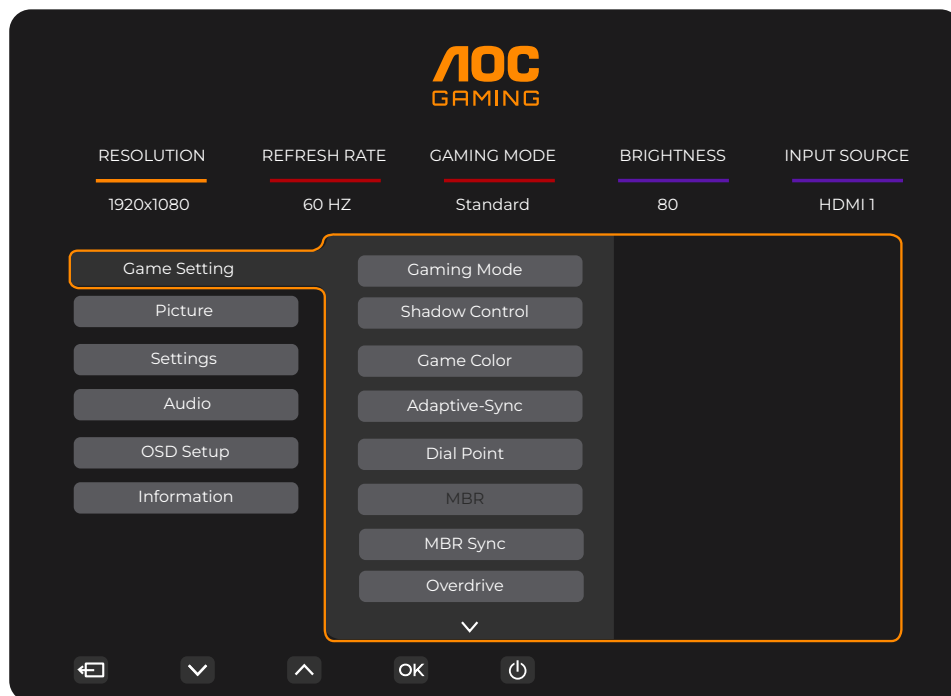 AOC
GAMING
RESOLUTION REFRESH RATE GAMING MODE BRIGHTNESS INPUT SOURCE
1920x1080 60 HZ Standard 80 HDMI 1
Game Setting
Picture
Settings
Audio
OSD Setup
Information
Gaming Mode
Shadow Control
Game Color
Adaptive-Sync
Dial Point
MBR
MBR Sync
Overdrive
OK